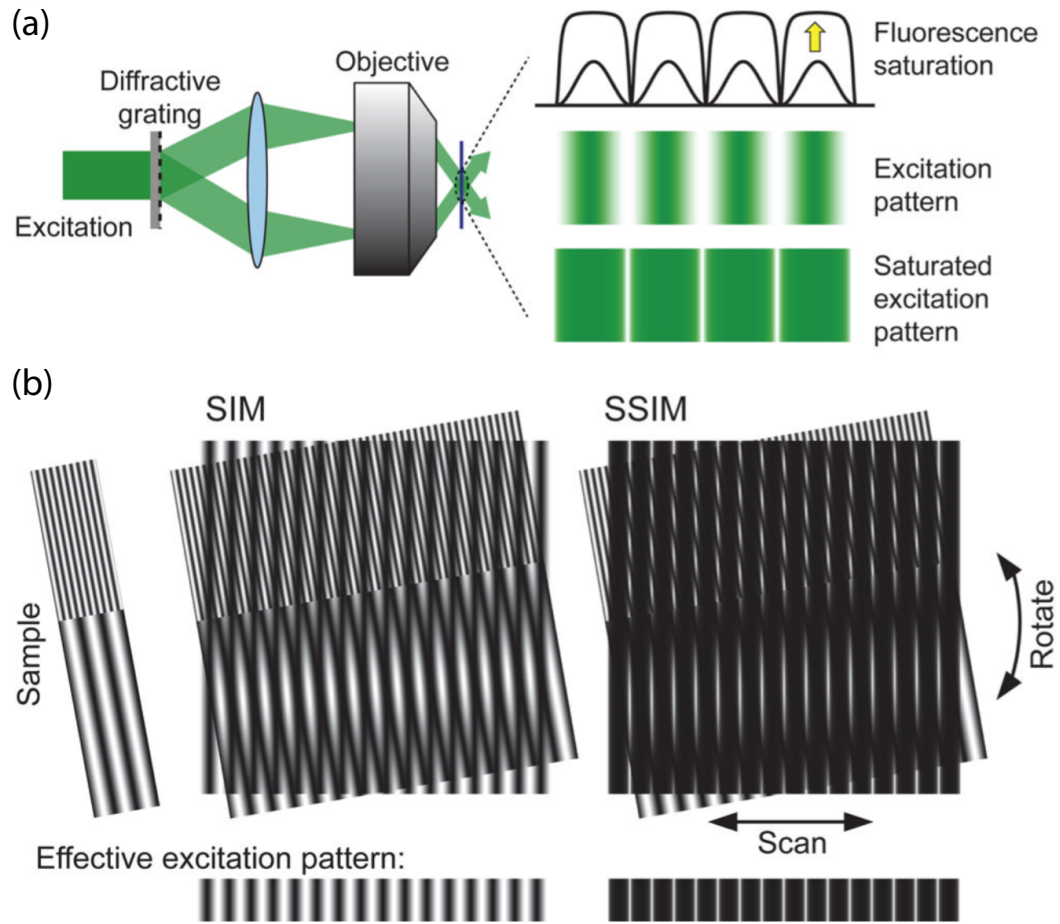 (a)
Diffractive
grating
Objective
Excitation
Fluorescence
saturation
Excitation
pattern
Saturated
excitation
pattern
(b)
SIM
SSIM
Sample
Rotate
Scan
Effective excitation pattern: